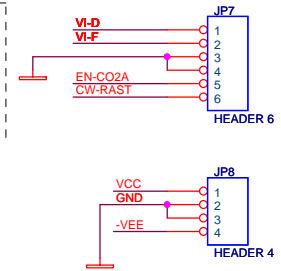 JP7
VI-D
1
VI-F
2
3
4
EN-CO2A
5
CW-RAST
6
HEADER 6
JP8
VCC
1
GND
2
3
-VEE
4
HEADER 4